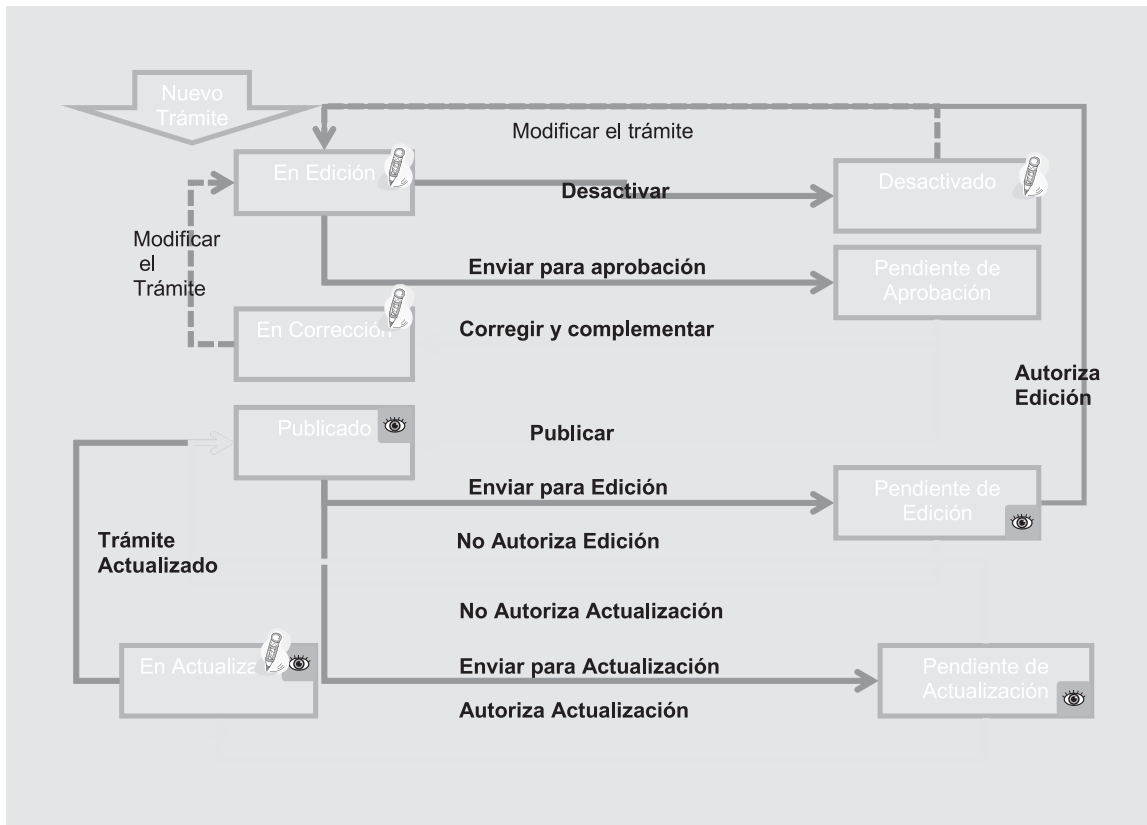 Nuevo
Trámite
Modificar el trámite
En Edición
Desactivado
Desactivar
Modificar
el
Trámite
Enviar para aprobación
Pendiente de
Aprobación
En Corrección
Corregir y complementar
Autoriza
Edición
Publicado
Publicar
Enviar para Edición
Pendiente de
Edición
Trámite
Actualizado
No Autoriza Edición
No Autoriza Actualización
En Actualiza
Enviar para Actualización
Pendiente de
Actualización
Autoriza Actualización